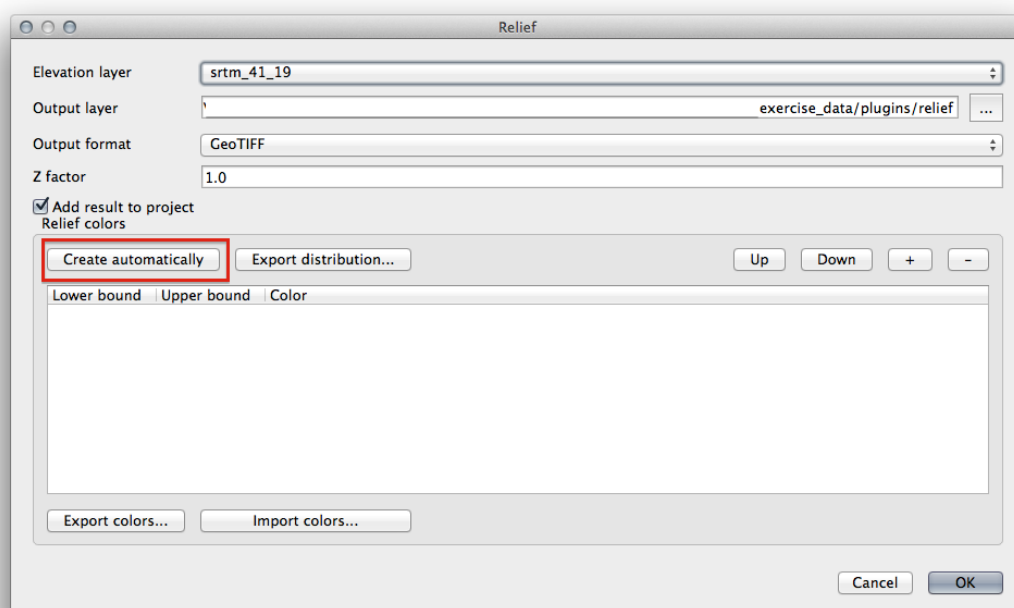 Relief
Elevation layer srtm_41_19
Output layer exercise_data/plugins/relief ...
Output format GeoTIFF
Z factor 1.0
Add result to project
Relief colors
Create automatically Export distribution... Up Down + -
Lower bound Upper bound Color
Export colors... Import colors...
Cancel OK